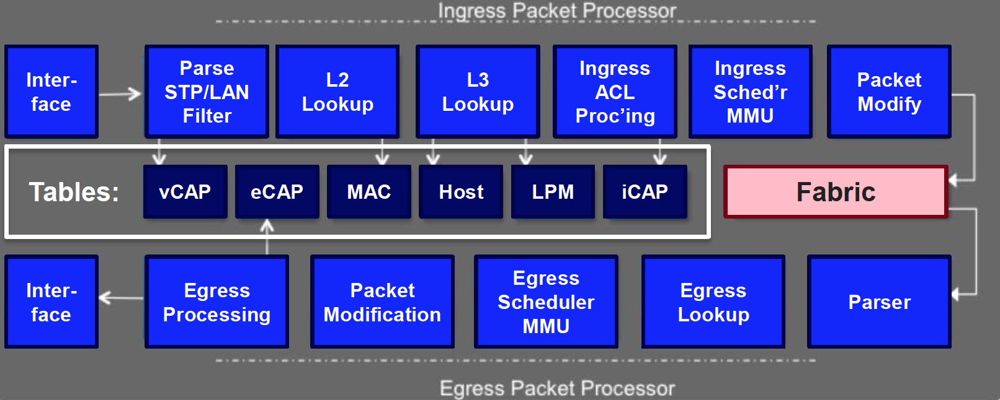 Ingress Packet Processor
Inter-
face
Parse
STP/LAN
Filter
L2
Lookup
L3
Lookup
Ingress
ACL
Proc’ing
Ingress
Sched’r
MMU
Packet
Modify
Tables:
vCAP
eCAP
MAC
Host
LPM
iCAP
Fabric
Inter-
face
Egress
Processing
Packet
Modification
Egress
Scheduler
MMU
Egress
Lookup
Parser
Egress Packet Processor